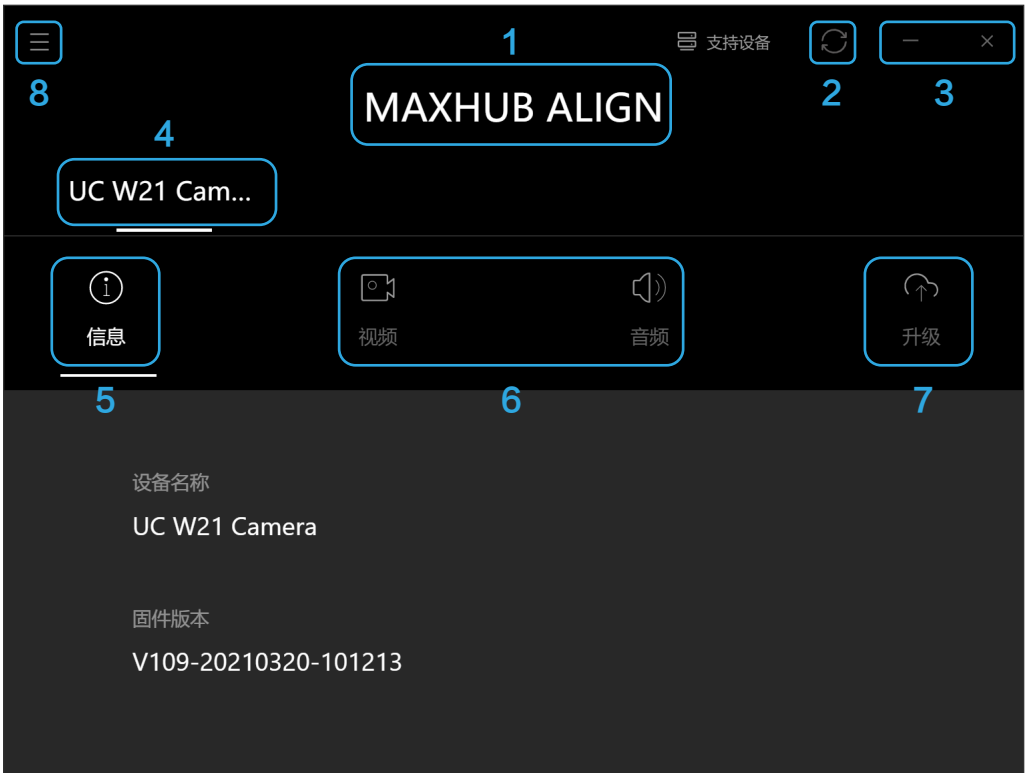 1
支持设备
8
2
3
MAXHUB ALIGN
4
UC W21 Cam...
信息
视频
音频
升级
5
6
7
设备名称
UC W21 Camera
固件版本
V109-20210320-101213